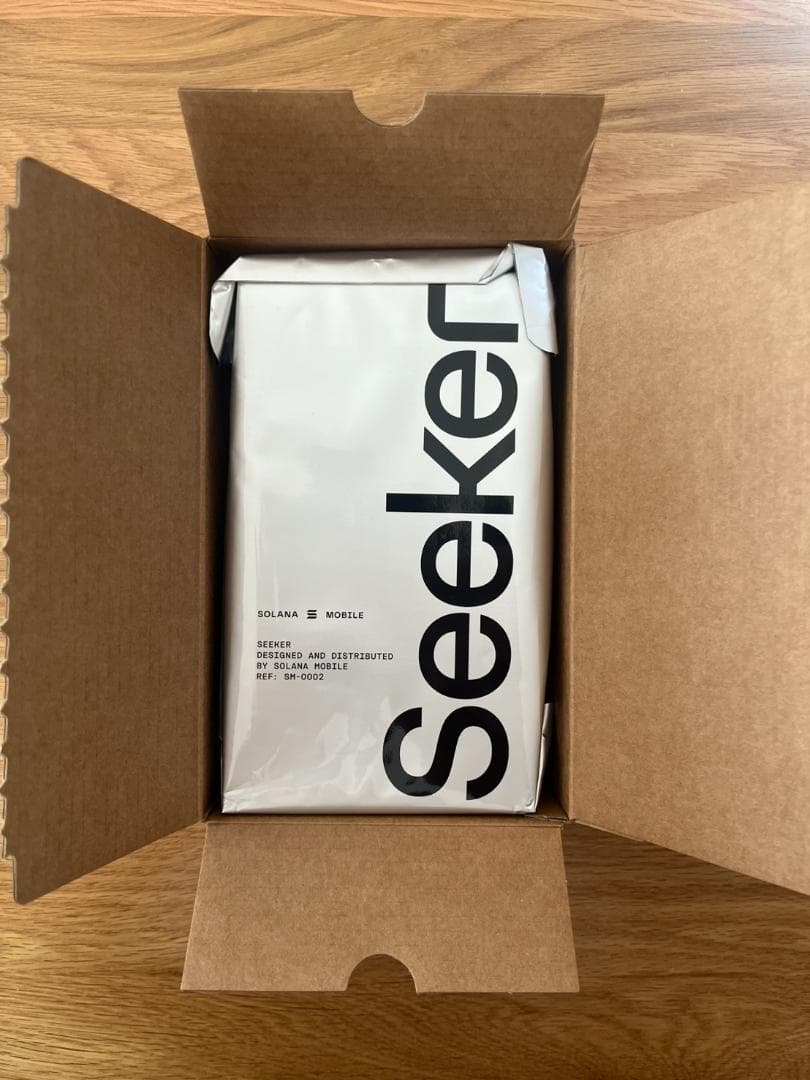 Seeker
SOLANA MOBILE
SEEKER
DESIGNED AND DISTRIBUTED
BY SOLANA MOBILE
REF: SM-0002